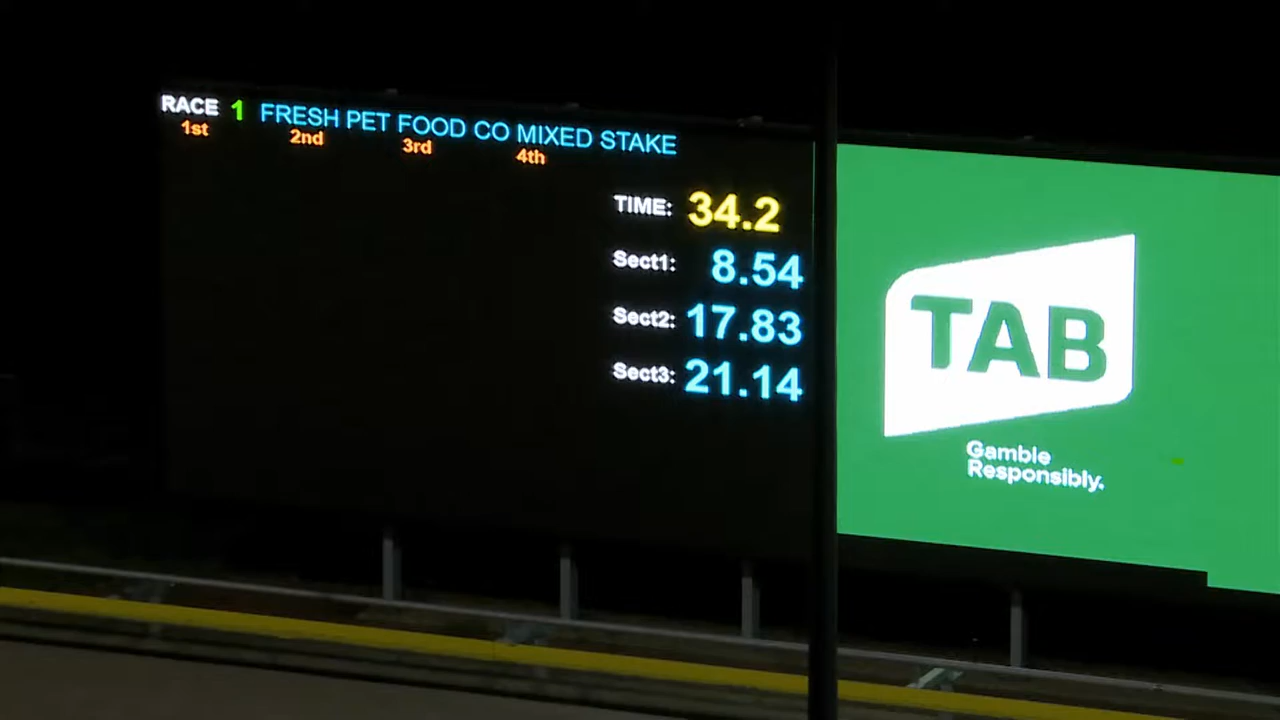 RACE 1 FRESH PET FOOD CO MIXED STAKE
1st 2nd 3rd 4th
TIME: 34.2
Sect1: 8.54
Sect2: 17.83
Sect3: 21.14
TAB
Gamble
Responsibly.